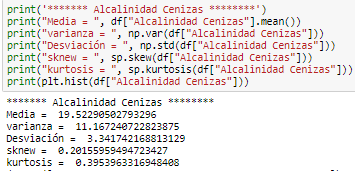 print('******* Alcalinidad Cenizas ********')
print("Media = ", df["Alcalinidad Cenizas"].mean())
print("varianza = ", np.var(df["Alcalinidad Cenizas"]))
print("Desviación = ", np.std(df["Alcalinidad Cenizas"]))
print("sknew = ", sp.skew(df["Alcalinidad Cenizas"]))
print("kurtosis = ", sp.kurtosis(df["Alcalinidad Cenizas"]))
print(plt.hist(df["Alcalinidad Cenizas"]))
******* Alcalinidad Cenizas ********
Media =  19.52290502793296
varianza =  11.167240722823875
Desviación =  3.341742168813129
sknew =  0.20155959494723427
kurtosis =  0.3953963316948408